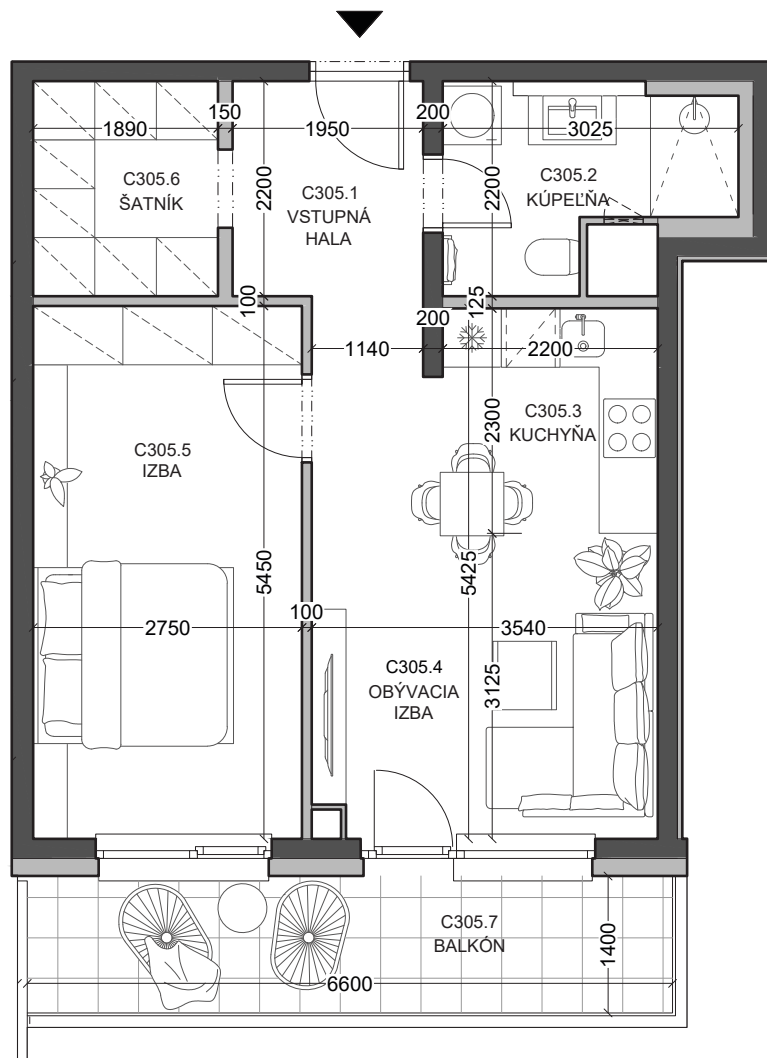 150
200
1890
1950
3025
C305.6
ŠATNÍK
2200
C305.1
VSTUPNÁ
HALA
2200
C305.2
KÚPEĽŇA
100
200
125
1140
2200
2300
C305.3
KUCHYŇA
C305.5
IZBA
5450
5425
100
2750
3540
C305.4
OBÝVACIA
IZBA
3125
C305.7
BALKÓN
1400
6600